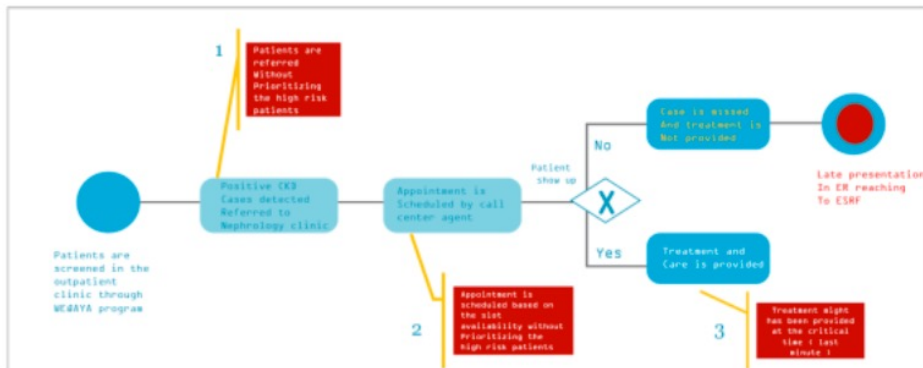 1
Patients are
referred
Without
Prioritizing
the high risk
patients
Patients are
screened in the
outpatient
clinic through
WEQAYA program
Positive CKD
Cases detected
Referred to
Nephrology clinic
Appointment is
Scheduled by call
center agent
2
Appointment is
scheduled based on
the slot
availability without
Prioritizing the
high risk patients
Patient
show up
X
No
Case is missed
And treatment is
Not provided
Late presentation
In ER reaching
To ESRF
Yes
Treatment and
Care is provided
3
Treatment might
has been provided
at the critical
time ( last
minute )